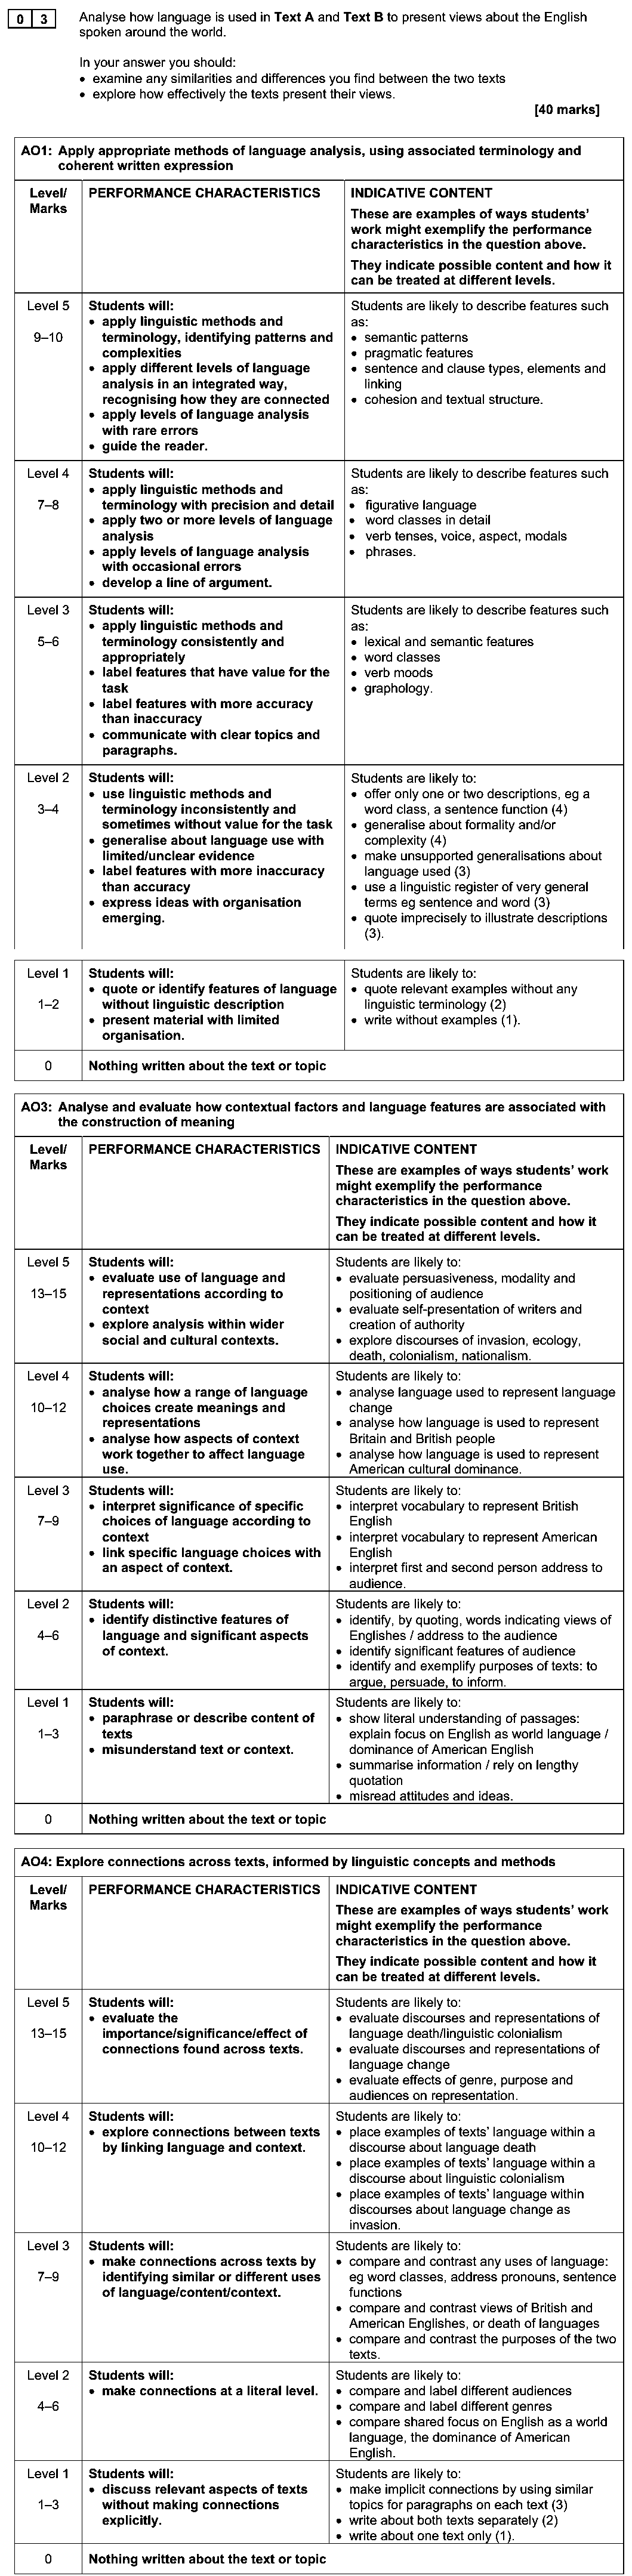 0 3
Analyse how language is used in Text A and Text B to present views about the English
spoken around the world.
In your answer you should:
• examine any similarities and differences you find between the two texts
• explore how effectively the texts present their views.
[40 marks]
AO1: Apply appropriate methods of language analysis, using associated terminology and
coherent written expression
Level/
Marks
PERFORMANCE CHARACTERISTICS
INDICATIVE CONTENT
These are examples of ways students'
work might exemplify the performance
characteristics in the question above.
They indicate possible content and how it
can be treated at different levels.
Level 5
9–10
Students will:
• apply linguistic methods and
terminology, identifying patterns and
complexities
• apply different levels of language
analysis in an integrated way,
recognising how they are connected
• apply levels of language analysis
with rare errors
• guide the reader.
Students are likely to describe features such
as:
• semantic patterns
• pragmatic features
• sentence and clause types, elements and
linking
• cohesion and textual structure.
Level 4
7–8
Students will:
• apply linguistic methods and
terminology with precision and detail
• apply two or more levels of language
analysis
• apply levels of language analysis
with occasional errors
• develop a line of argument.
Students are likely to describe features such
as:
• figurative language
• word classes in detail
• verb tenses, voice, aspect, modals
• phrases.
Level 3
5–6
Students will:
• apply linguistic methods and
terminology consistently and
appropriately
• label features that have value for the
task
• label features with more accuracy
than inaccuracy
• communicate with clear topics and
paragraphs.
Students are likely to describe features such
as:
• lexical and semantic features
• word classes
• verb moods
• graphology.
Level 2
3–4
Students will:
• use linguistic methods and
terminology inconsistently and
sometimes without value for the task
• generalise about language use with
limited/unclear evidence
• label features with more inaccuracy
than accuracy
• express ideas with organisation
emerging.
Students are likely to:
• offer only one or two descriptions, eg a
word class, a sentence function (4)
• generalise about formality and/or
complexity (4)
• make unsupported generalisations about
language used (3)
• use a linguistic register of very general
terms eg sentence and word (3)
• quote imprecisely to illustrate descriptions
(3).
Level 1
1–2
Students will:
• quote or identify features of language
without linguistic description
• present material with limited
organisation.
Students are likely to:
• quote relevant examples without any
linguistic terminology (2)
• write without examples (1).
0
Nothing written about the text or topic
AO3: Analyse and evaluate how contextual factors and language features are associated with
the construction of meaning
Level/
Marks
PERFORMANCE CHARACTERISTICS
INDICATIVE CONTENT
These are examples of ways students' work
might exemplify the performance
characteristics in the question above.
They indicate possible content and how it
can be treated at different levels.
Level 5
13–15
Students will:
• evaluate use of language and
representations according to
context
• explore analysis within wider
social and cultural contexts.
Students are likely to:
• evaluate persuasiveness, modality and
positioning of audience
• evaluate self-presentation of writers and
creation of authority
• explore discourses of invasion, ecology,
death, colonialism, nationalism.
Level 4
10–12
Students will:
• analyse how a range of language
choices create meanings and
representations
• analyse how aspects of context
work together to affect language
use.
Students are likely to:
• analyse language used to represent language
change
• analyse how language is used to represent
Britain and British people
• analyse how language is used to represent
American cultural dominance.
Level 3
7–9
Students will:
• interpret significance of specific
choices of language according to
context
• link specific language choices with
an aspect of context.
Students are likely to:
• interpret vocabulary to represent British
English
• interpret vocabulary to represent American
English
• interpret first and second person address to
audience.
Level 2
4–6
Students will:
• identify distinctive features of
language and significant aspects
of context.
Students are likely to:
• identify, by quoting, words indicating views of
Englishes / address to the audience
• identify significant features of audience
• identify and exemplify purposes of texts: to
argue, persuade, to inform.
Level 1
1–3
Students will:
• paraphrase or describe content of
texts
• misunderstand text or context.
Students are likely to:
• show literal understanding of passages:
explain focus on English as world language /
dominance of American English
• summarise information / rely on lengthy
quotation
• misread attitudes and ideas.
0
Nothing written about the text or topic
AO4: Explore connections across texts, informed by linguistic concepts and methods
Level/
Marks
PERFORMANCE CHARACTERISTICS
INDICATIVE CONTENT
These are examples of ways students' work
might exemplify the performance
characteristics in the question above.
They indicate possible content and how it
can be treated at different levels.
Level 5
13–15
Students will:
• evaluate the
importance/significance/effect of
connections found across texts.
Students are likely to:
• evaluate discourses and representations of
language death/linguistic colonialism
• evaluate discourses and representations of
language change
• evaluate effects of genre, purpose and
audiences on representation.
Level 4
10–12
Students will:
• explore connections between texts
by linking language and context.
Students are likely to:
• place examples of texts' language within a
discourse about language death
• place examples of texts' language within a
discourse about linguistic colonialism
• place examples of texts' language within
discourses about language change as
invasion.
Level 3
7–9
Students will:
• make connections across texts by
identifying similar or different uses
of language/content/context.
Students are likely to:
• compare and contrast any uses of language:
eg word classes, address pronouns, sentence
functions
• compare and contrast views of British and
American Englishes, or death of languages
• compare and contrast the purposes of the two
texts.
Level 2
4–6
Students will:
• make connections at a literal level.
Students are likely to:
• compare and label different audiences
• compare and label different genres
• compare shared focus on English as a world
language, the dominance of American
English.
Level 1
1–3
Students will:
• discuss relevant aspects of texts
without making connections
explicitly.
Students are likely to:
• make implicit connections by using similar
topics for paragraphs on each text (3)
• write about both texts separately (2)
• write about one text only (1).
0
Nothing written about the text or topic